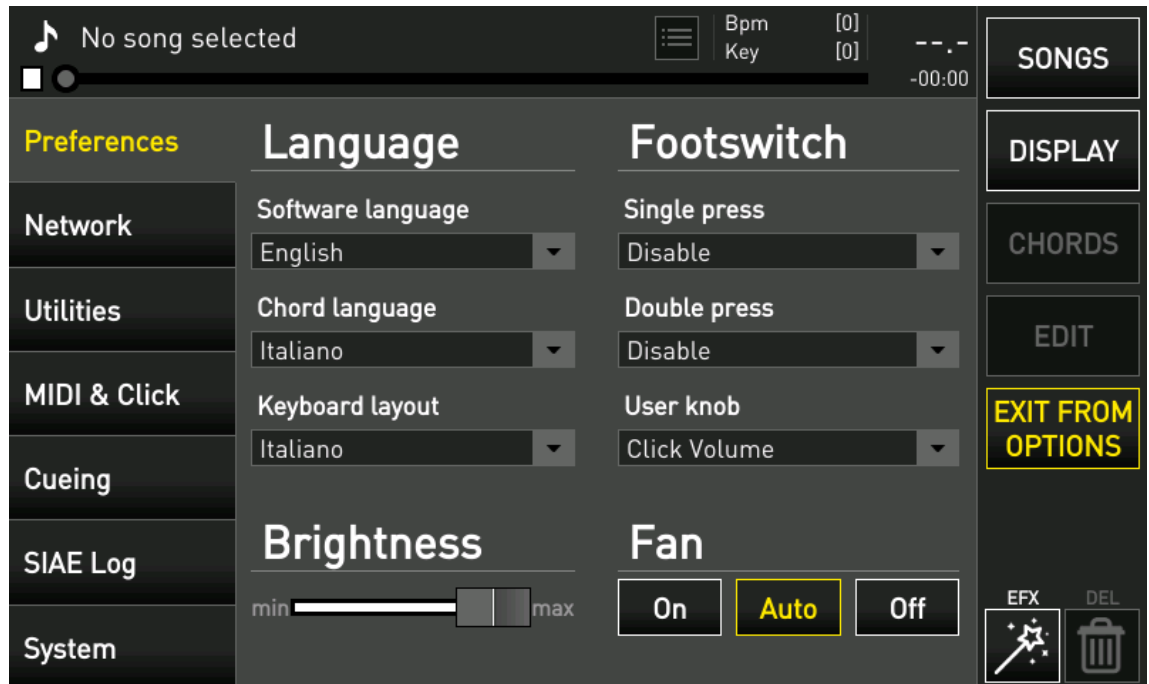 No song selected
Bpm [0]
Key [0]
--.-
-00:00
SONGS
DISPLAY
CHORDS
EDIT
EXIT FROM
OPTIONS
EFX DEL
Preferences
Network
Utilities
MIDI & Click
Cueing
SIAE Log
System
Language
Software language
English
Chord language
Italiano
Keyboard layout
Italiano
Brightness
min max
Footswitch
Single press
Disable
Double press
Disable
User knob
Click Volume
Fan
On Auto Off